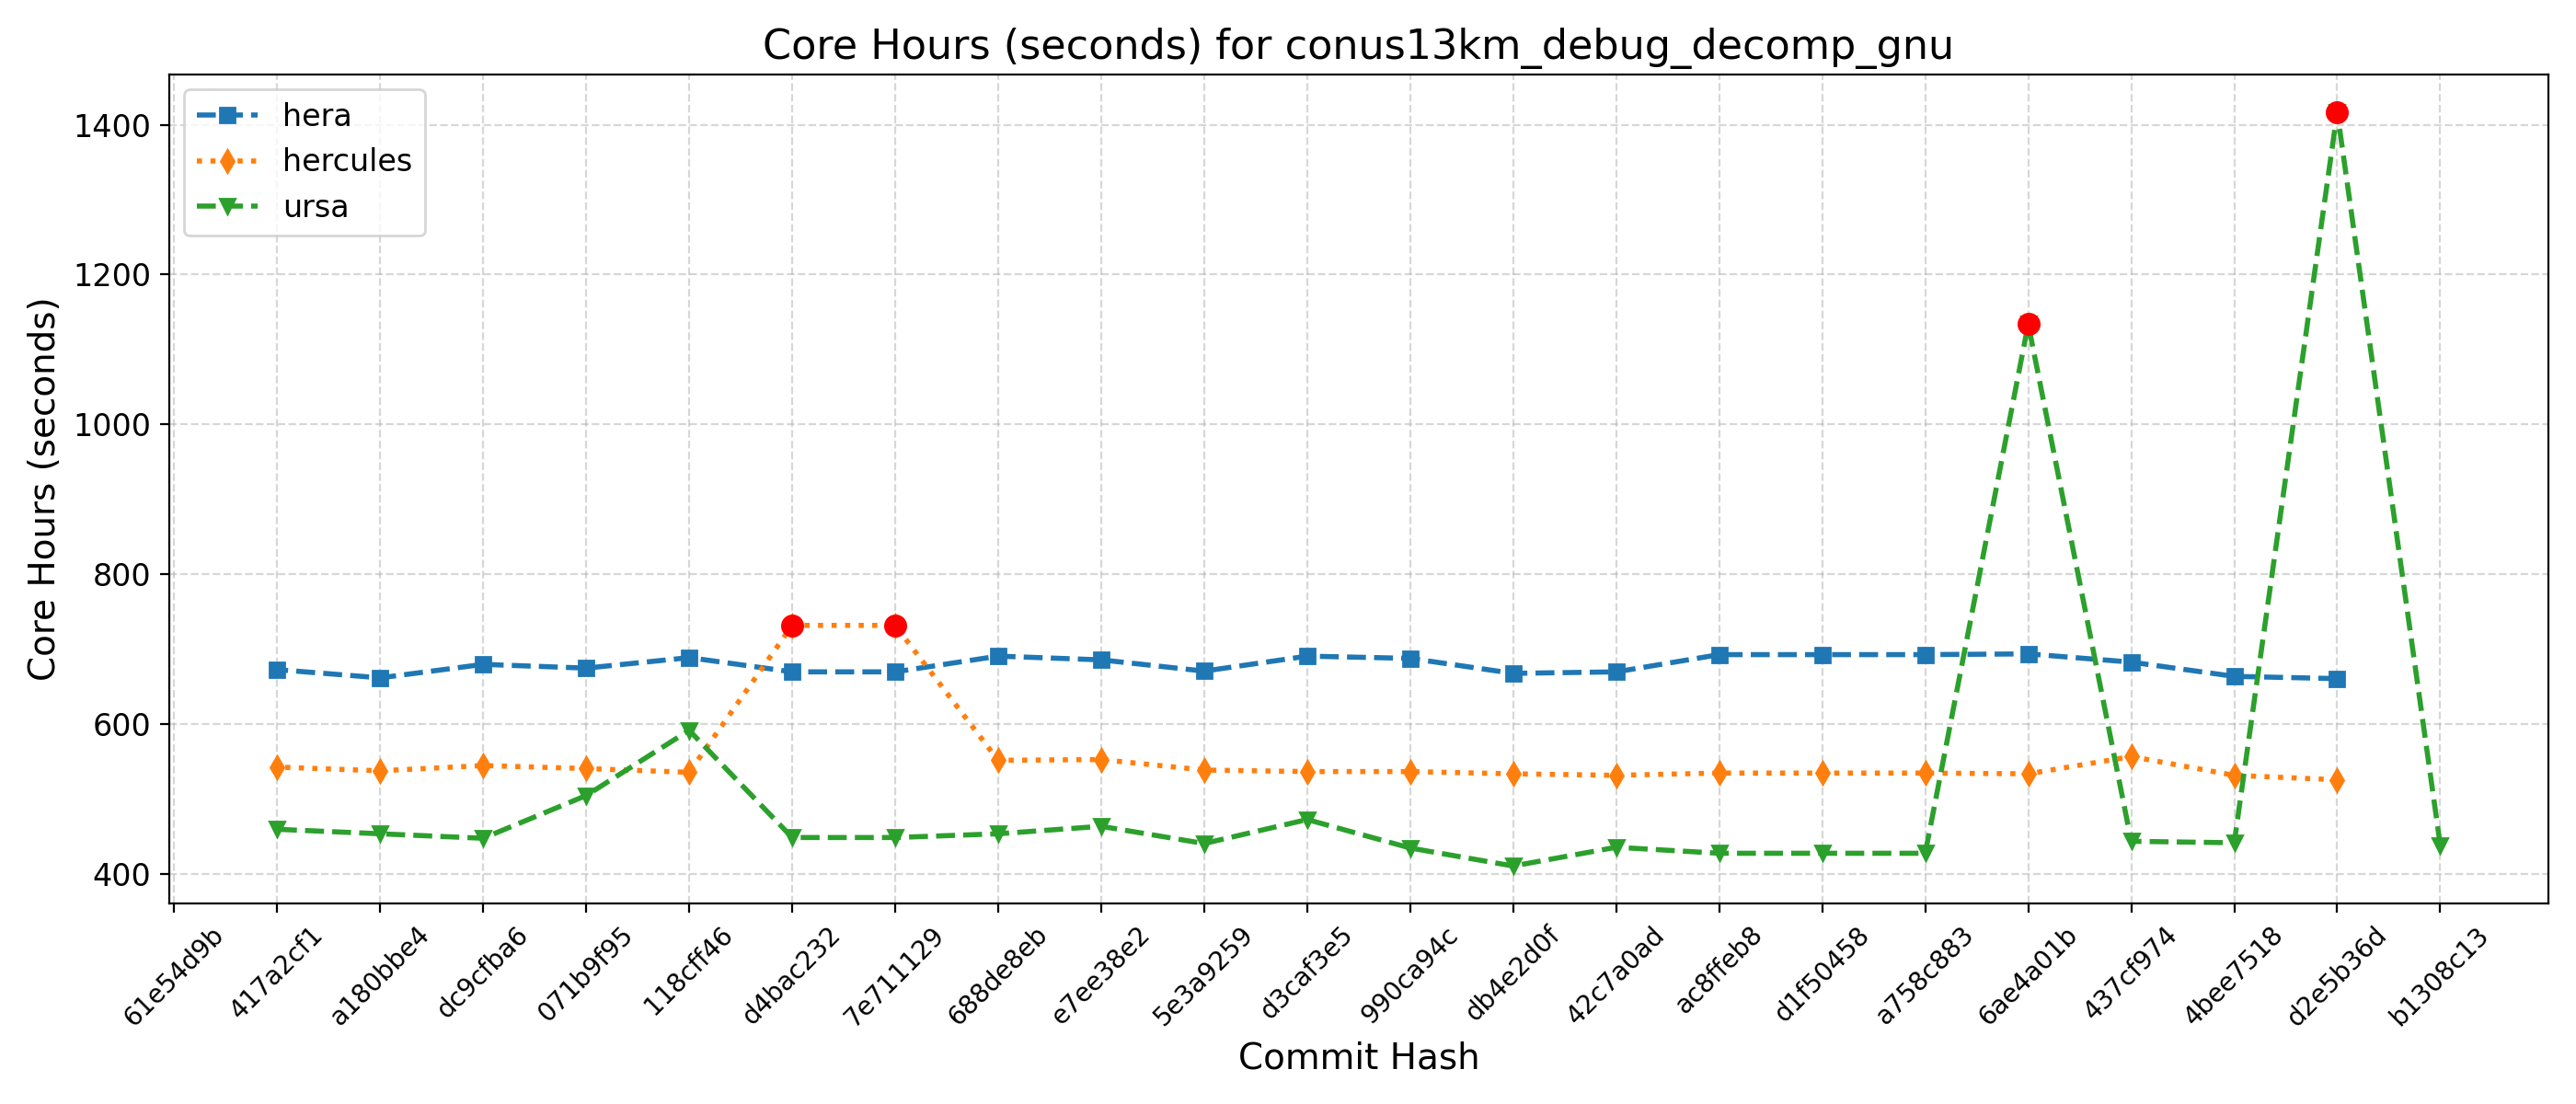 Core Hours (seconds) for conus13km_debug_decomp_gnu
hera
hercules
ursa
Core Hours (seconds)
1400
1200
1000
800
600
400
61e54d9b
417a2cf1
a180bbe4
dc9cfba6
071b9f95
118cff46
d4bac232
7e711129
688de8eb
e7ee38e2
5e3a9259
d3caf3e5
990ca94c
db4e2d0f
42c7a0ad
ac8ffeb8
d1f50458
a758c883
6ae4a01b
437cf974
4bee7518
d2e5b36d
b1308c13
Commit Hash